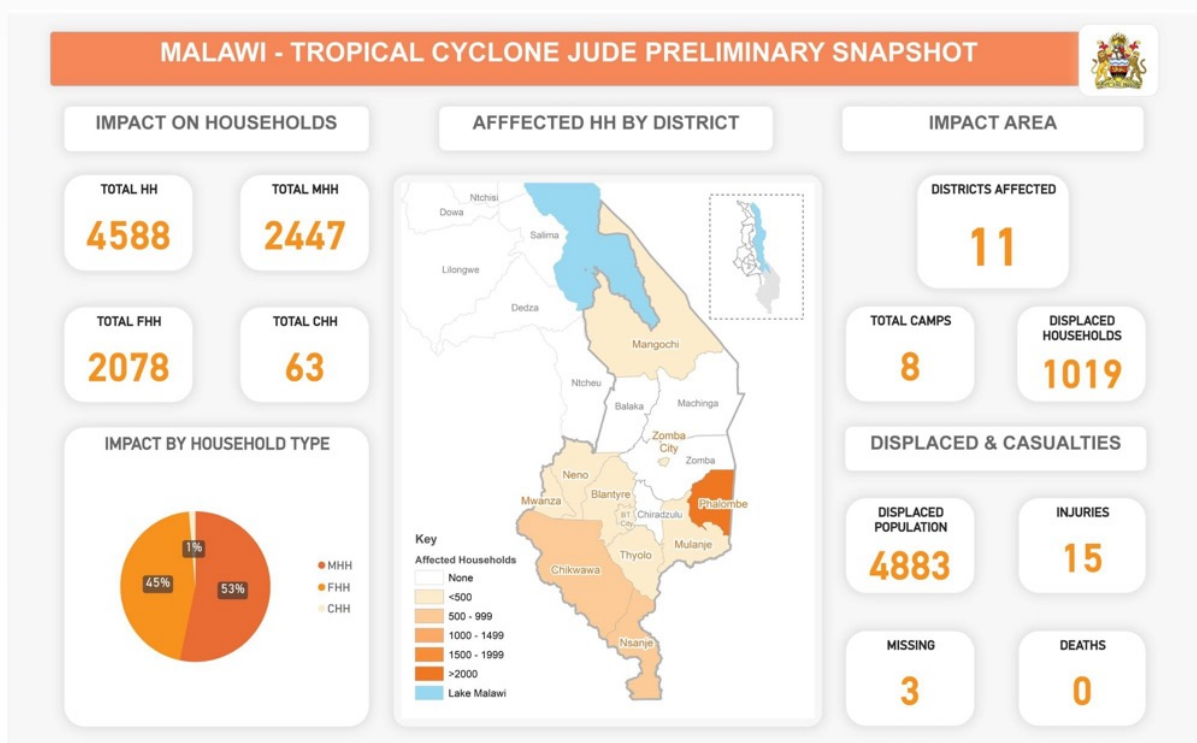 MALAWI - TROPICAL CYCLONE JUDE PRELIMINARY SNAPSHOT
IMPACT ON HOUSEHOLDS
TOTAL HH
4588
TOTAL MHH
2447
TOTAL FHH
2078
TOTAL CHH
63
IMPACT BY HOUSEHOLD TYPE
1%
45%
53%
MHH
FHH
CHH
AFFFECTED HH BY DISTRICT
Ntchisi
Dowa
Salima
Lilongwe
Dedza
Mangochi
Ntcheu
Balaka
Machinga
Zomba
City
Zomba
Neno
Mwanza
Blantyre
BT
City
Chiradzulu
Phalombe
Mulanje
Thyolo
Chikwawa
Nsanje
Key
Affected Households
None
<500
500 - 999
1000 - 1499
1500 - 1999
>2000
Lake Malawi
IMPACT AREA
DISTRICTS AFFECTED
11
TOTAL CAMPS
8
DISPLACED
HOUSEHOLDS
1019
DISPLACED & CASUALTIES
DISPLACED
POPULATION
4883
INJURIES
15
MISSING
3
DEATHS
0